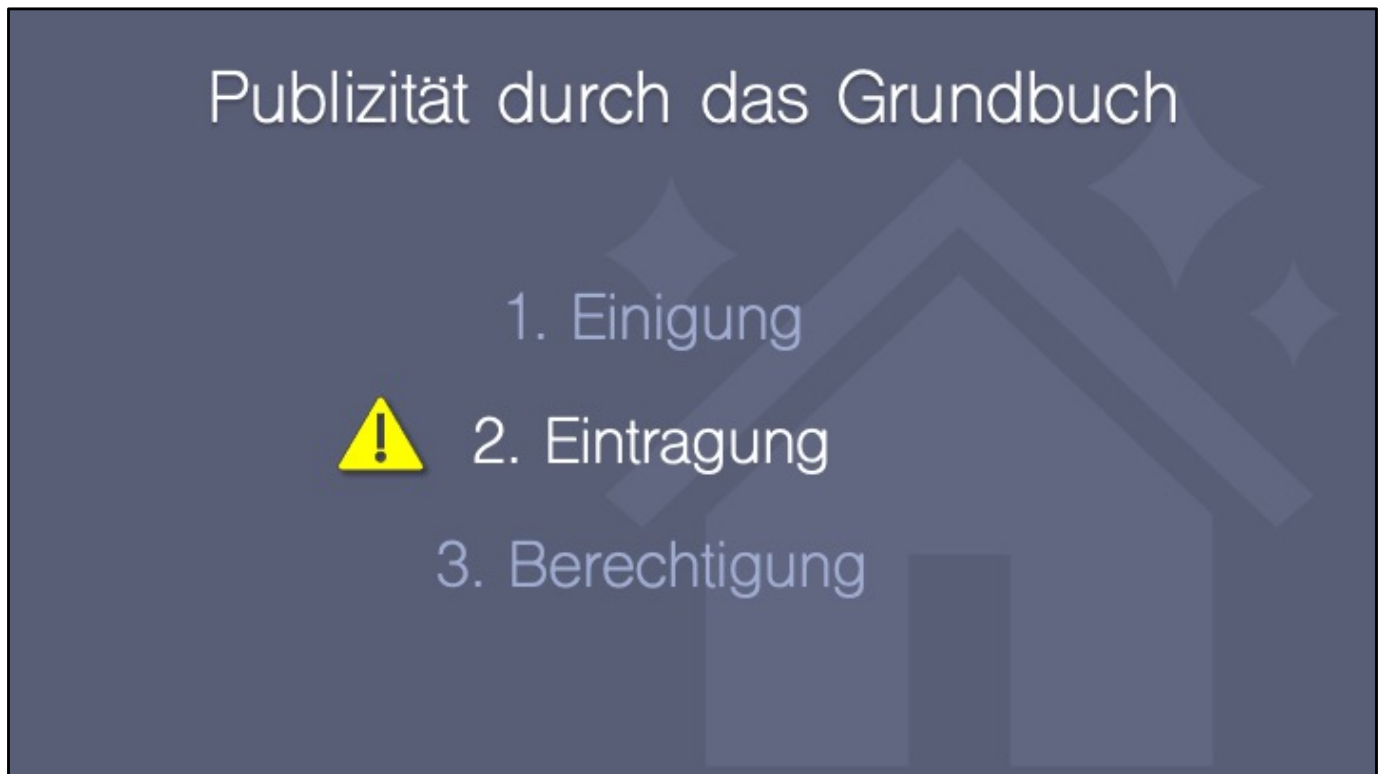 Publizität durch das Grundbuch
1. Einigung
2. Eintragung
3. Berechtigung